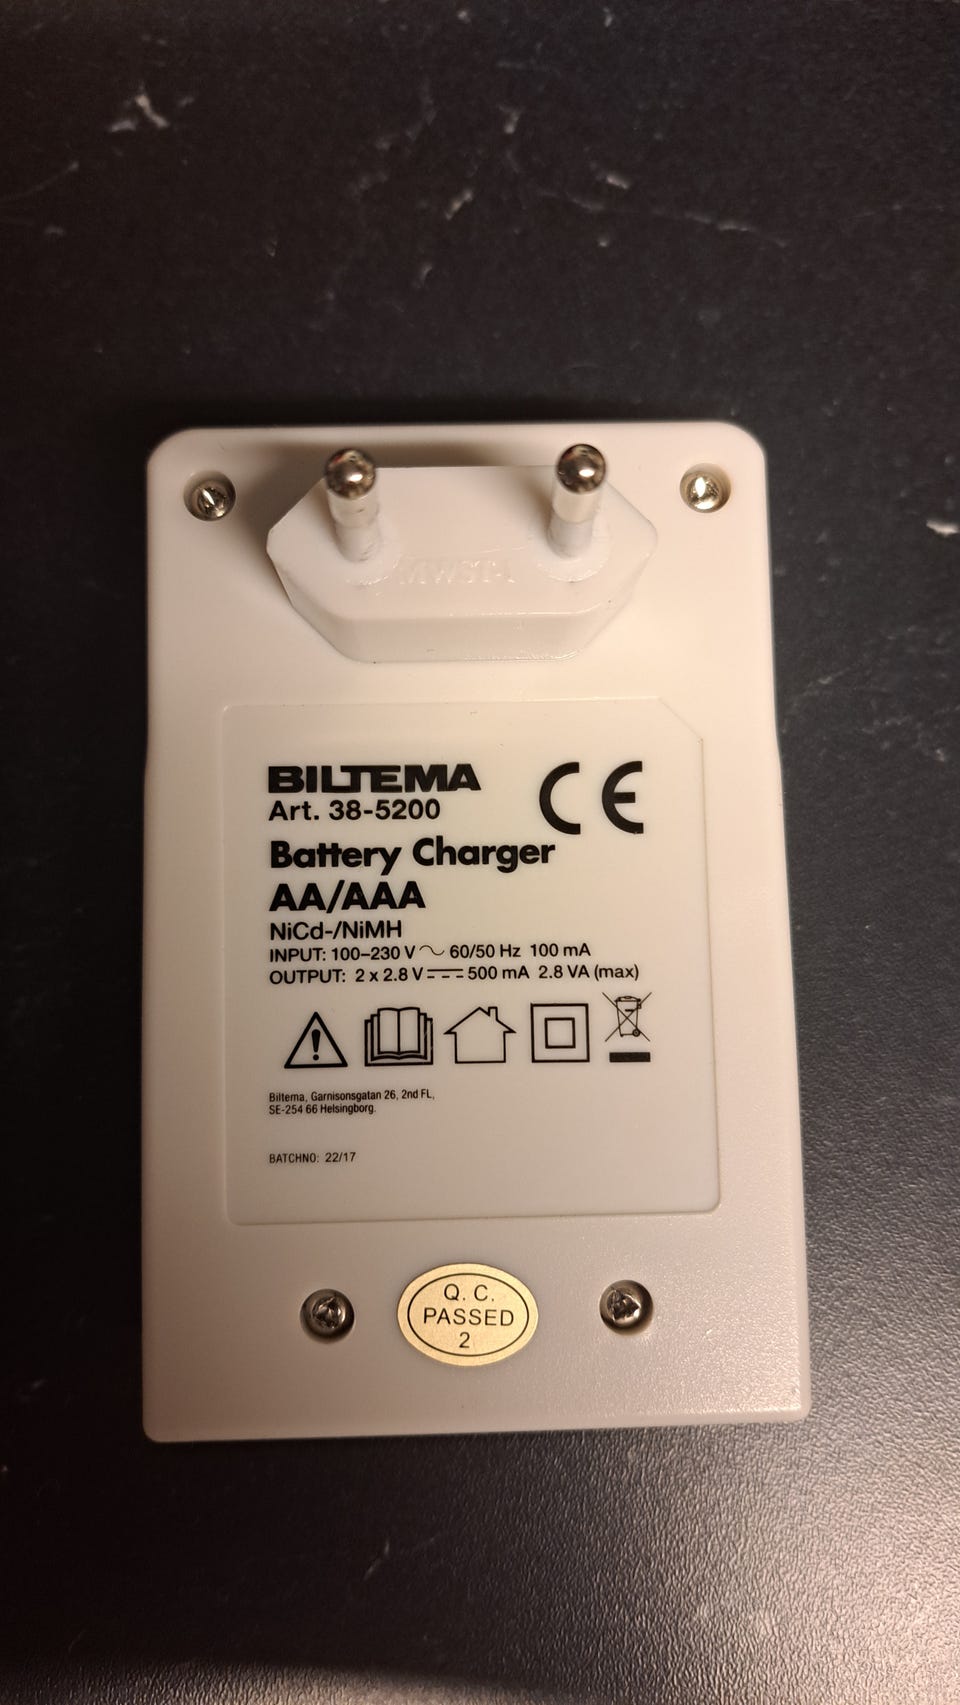 MWST-1
BILTEMA
Art. 38-5200
CE
Battery Charger
AA/AAA
NiCd-/NiMH
INPUT: 100–230 V ~ 60/50 Hz 100 mA
OUTPUT: 2 x 2.8 V ⎓ 500 mA 2.8 VA (max)
Biltema, Garnisonsgatan 26, 2nd FL,
SE-254 66 Helsingborg.
BATCHNO: 22/17
Q. C.
PASSED
2